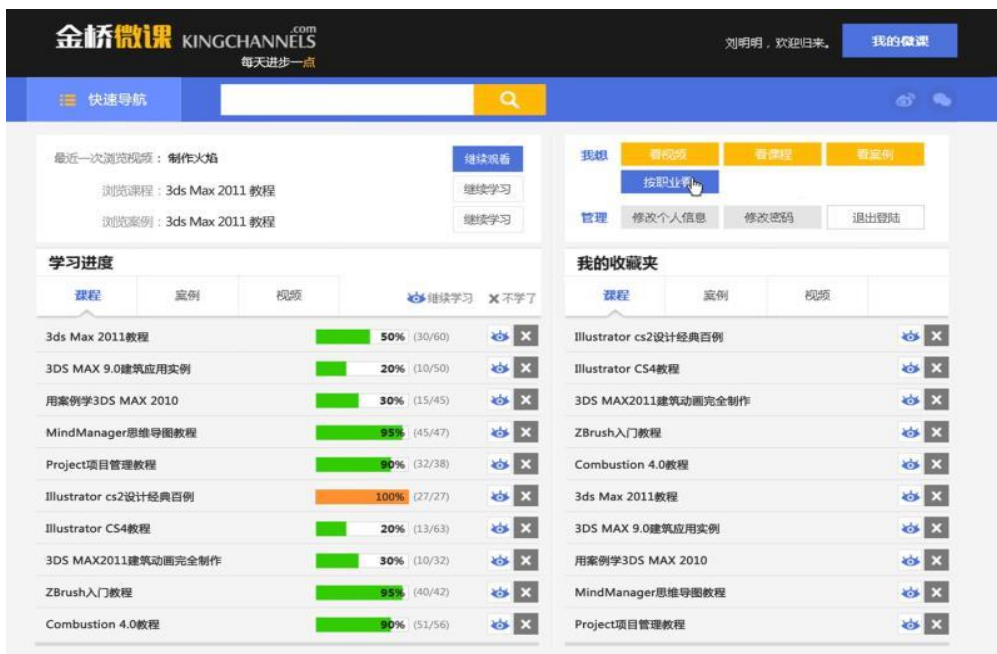 金桥微课 KINGCHANNELS.com
每天进步一点
刘明明，欢迎归来。
我的微课
快速导航
最近一次浏览视频：制作火焰
继续观看
浏览课程：3ds Max 2011 教程
继续学习
浏览案例：3ds Max 2011 教程
继续学习
我想 看视频 看课程 看案例
按职业看
管理 修改个人信息 修改密码 退出登陆
学习进度
课程 案例 视频 继续学习 不学了
3ds Max 2011教程 50% (30/60)
3DS MAX 9.0建筑应用实例 20% (10/50)
用案例学3DS MAX 2010 30% (15/45)
MindManager思维导图教程 95% (45/47)
Project项目管理教程 90% (32/38)
Illustrator cs2设计经典百例 100% (27/27)
Illustrator CS4教程 20% (13/63)
3DS MAX2011建筑动画完全制作 30% (10/32)
ZBrush入门教程 95% (40/42)
Combustion 4.0教程 90% (51/56)
我的收藏夹
课程 案例 视频
Illustrator cs2设计经典百例
Illustrator CS4教程
3DS MAX2011建筑动画完全制作
ZBrush入门教程
Combustion 4.0教程
3ds Max 2011教程
3DS MAX 9.0建筑应用实例
用案例学3DS MAX 2010
MindManager思维导图教程
Project项目管理教程